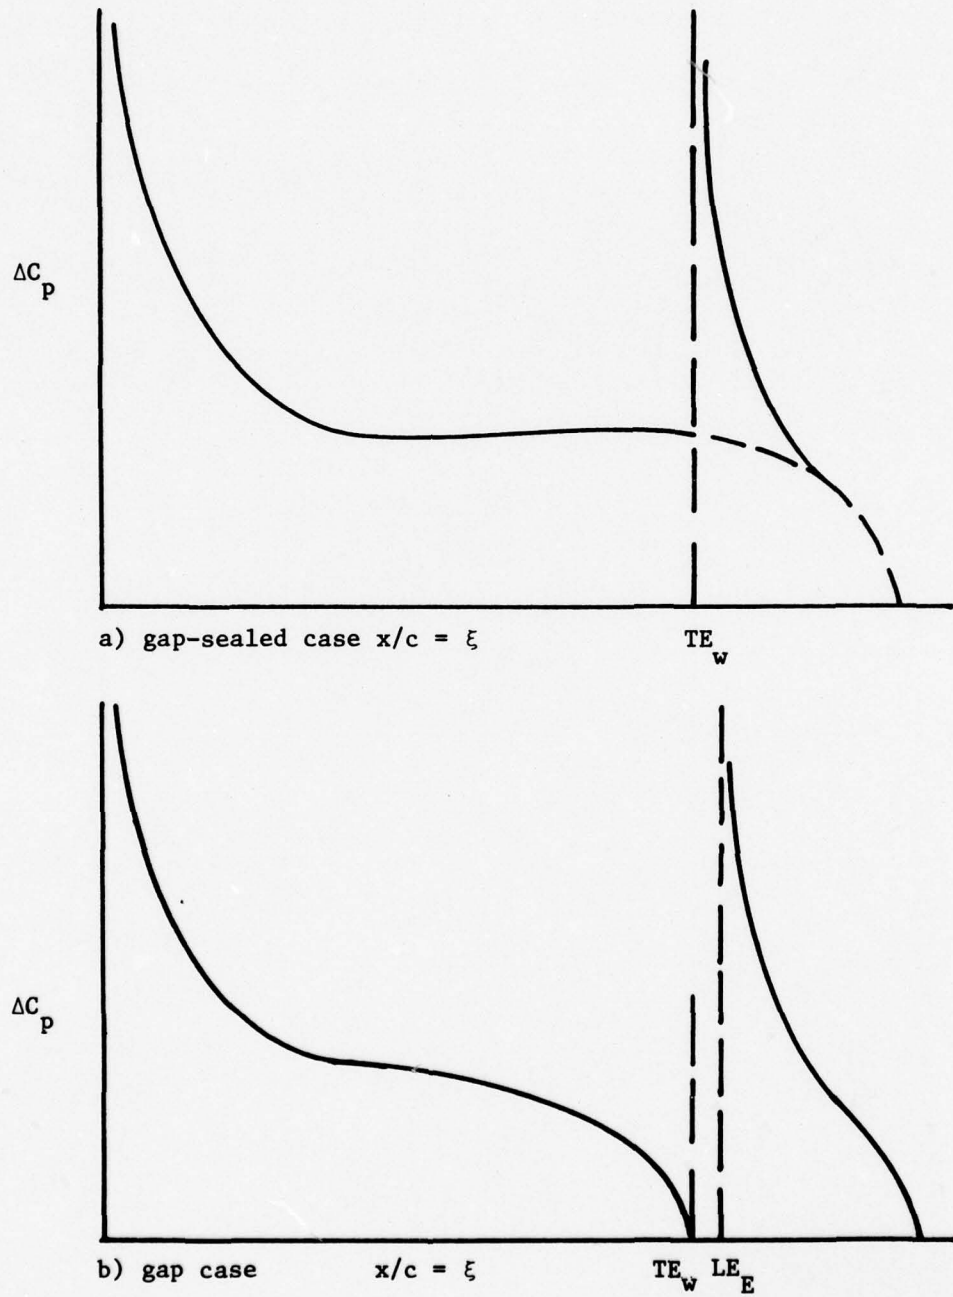 ΔC_p
a) gap-sealed case x/c = ξ TE_w
ΔC_p
b) gap case x/c = ξ TE_w LE_E